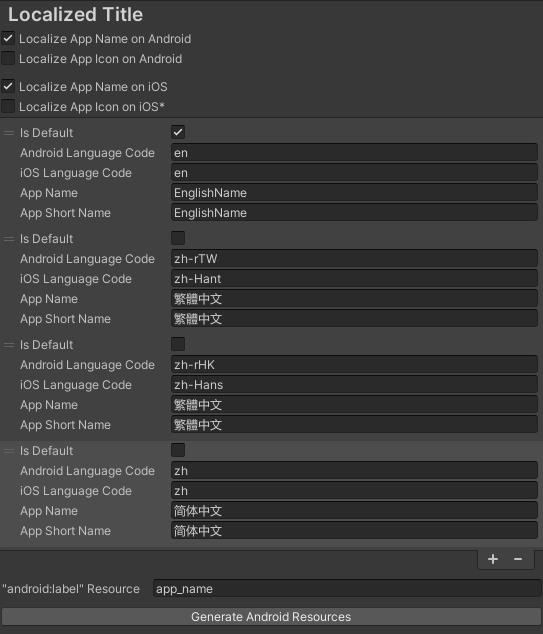 Localized Title
Localize App Name on Android
Localize App Icon on Android
Localize App Name on iOS
Localize App Icon on iOS*
Is Default
Android Language Code en
iOS Language Code en
App Name EnglishName
App Short Name EnglishName
Is Default
Android Language Code zh-rTW
iOS Language Code zh-Hant
App Name 繁體中文
App Short Name 繁體中文
Is Default
Android Language Code zh-rHK
iOS Language Code zh-Hans
App Name 繁體中文
App Short Name 繁體中文
Is Default
Android Language Code zh
iOS Language Code zh
App Name 简体中文
App Short Name 简体中文
+ −
"android:label" Resource app_name
Generate Android Resources